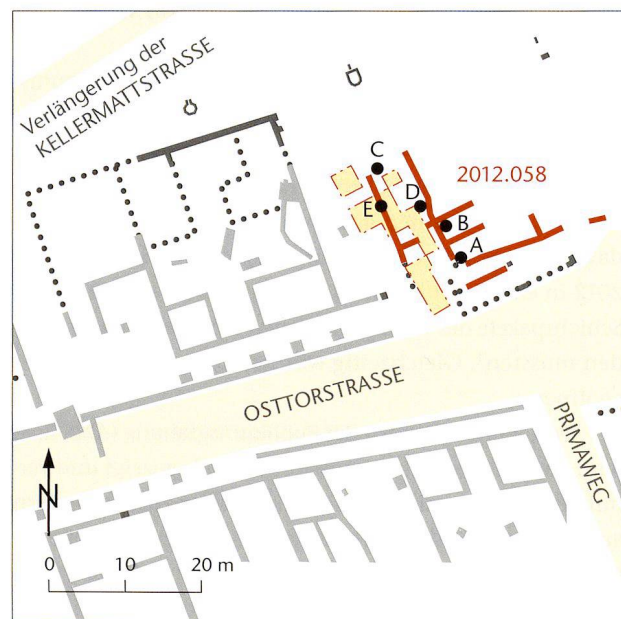 Verlängerung der
KELLERMATTSTRASSE
C
2012.058
D
E
B
A
OSTTORSTRASSE
PRIMAWEG
N
0 10 20 m